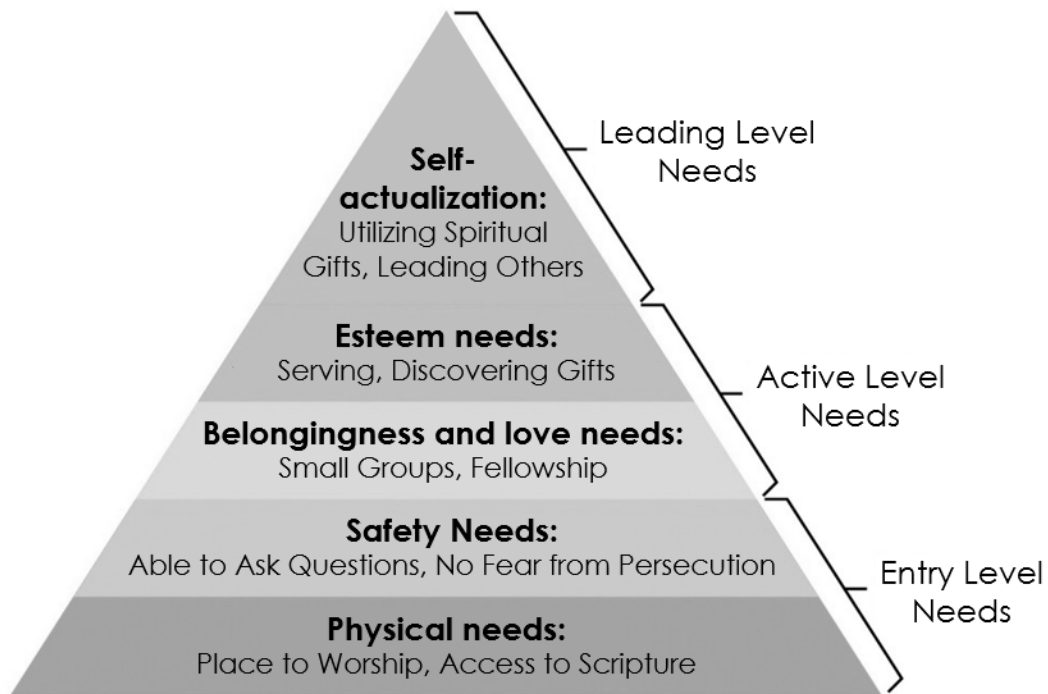 Self-
actualization:
Utilizing Spiritual
Gifts, Leading Others
Esteem needs:
Serving, Discovering Gifts
Belongingness and love needs:
Small Groups, Fellowship
Safety Needs:
Able to Ask Questions, No Fear from Persecution
Physical needs:
Place to Worship, Access to Scripture
Leading Level
Needs
Active Level
Needs
Entry Level
Needs